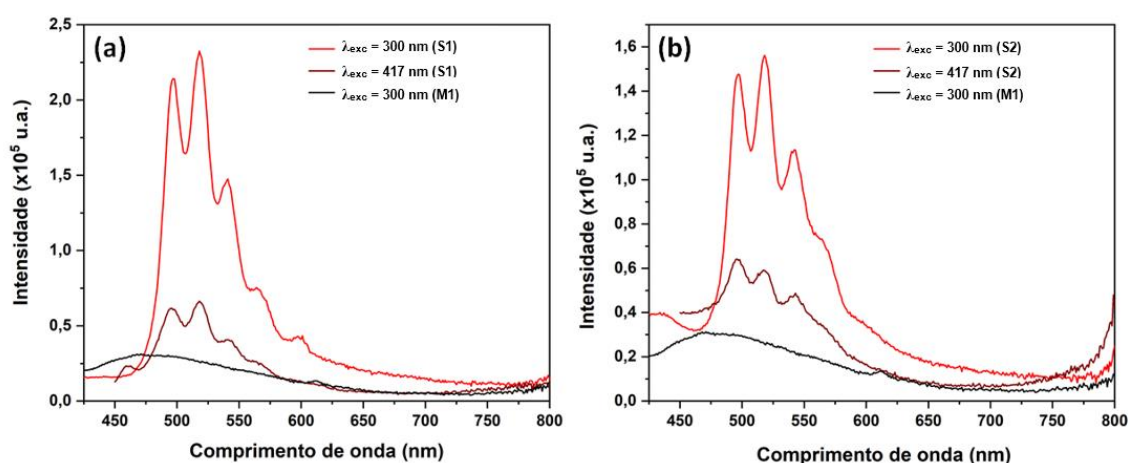 (a)
λexc = 300 nm (S1)
λexc = 417 nm (S1)
λexc = 300 nm (M1)
Intensidade (x10⁵ u.a.)
2,5
2,0
1,5
1,0
0,5
0,0
450 500 550 600 650 700 750 800
Comprimento de onda (nm)
(b)
λexc = 300 nm (S2)
λexc = 417 nm (S2)
λexc = 300 nm (M1)
Intensidade (x10⁵ u.a.)
1,6
1,4
1,2
1,0
0,8
0,6
0,4
0,2
0,0
450 500 550 600 650 700 750 800
Comprimento de onda (nm)